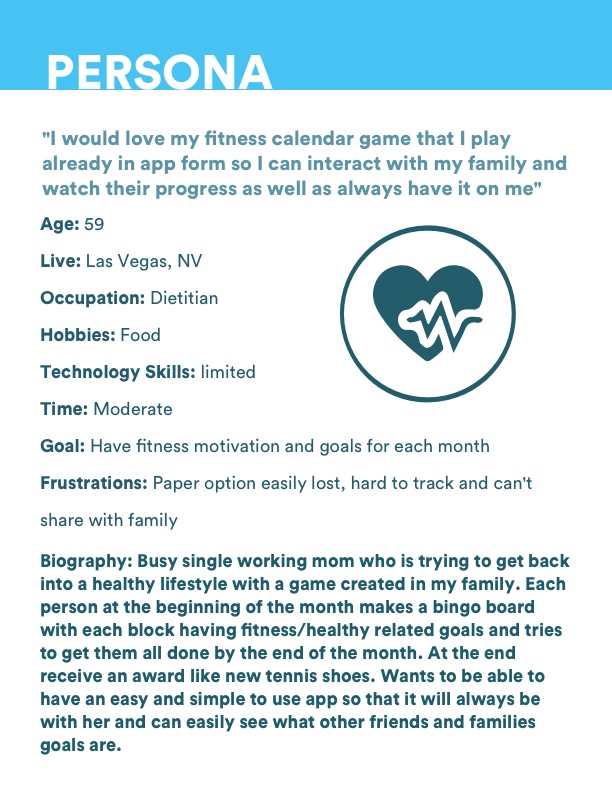 PERSONA
"I would love my fitness calendar game that I play
already in app form so I can interact with my family and
watch their progress as well as always have it on me"
Age: 59
Live: Las Vegas, NV
Occupation: Dietitian
Hobbies: Food
Technology Skills: limited
Time: Moderate
Goal: Have fitness motivation and goals for each month
Frustrations: Paper option easily lost, hard to track and can't
share with family
Biography: Busy single working mom who is trying to get back
into a healthy lifestyle with a game created in my family. Each
person at the beginning of the month makes a bingo board
with each block having fitness/healthy related goals and tries
to get them all done by the end of the month. At the end
receive an award like new tennis shoes. Wants to be able to
have an easy and simple to use app so that it will always be
with her and can easily see what other friends and families
goals are.